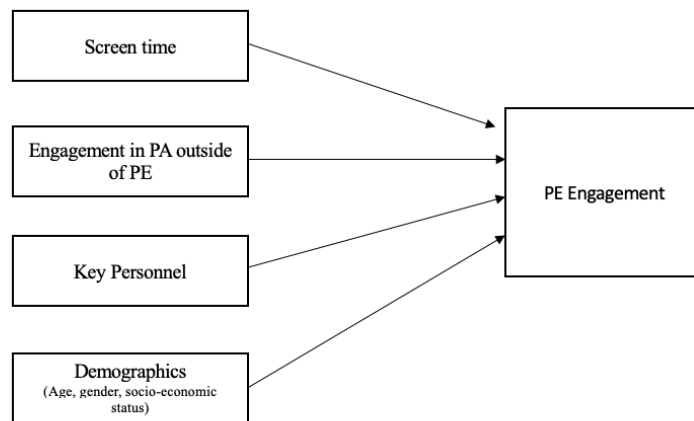 Screen time
Engagement in PA outside
of PE
Key Personnel
Demographics
(Age, gender, socio-economic
status)
PE Engagement